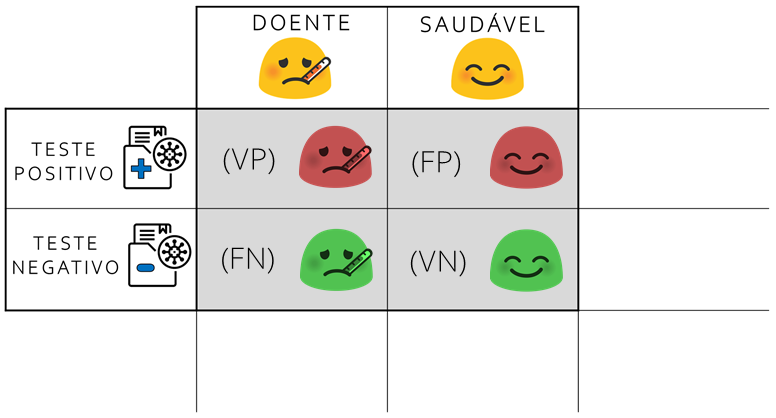 DOENTE
SAUDÁVEL
TESTE
POSITIVO
(VP)
(FP)
TESTE
NEGATIVO
(FN)
(VN)